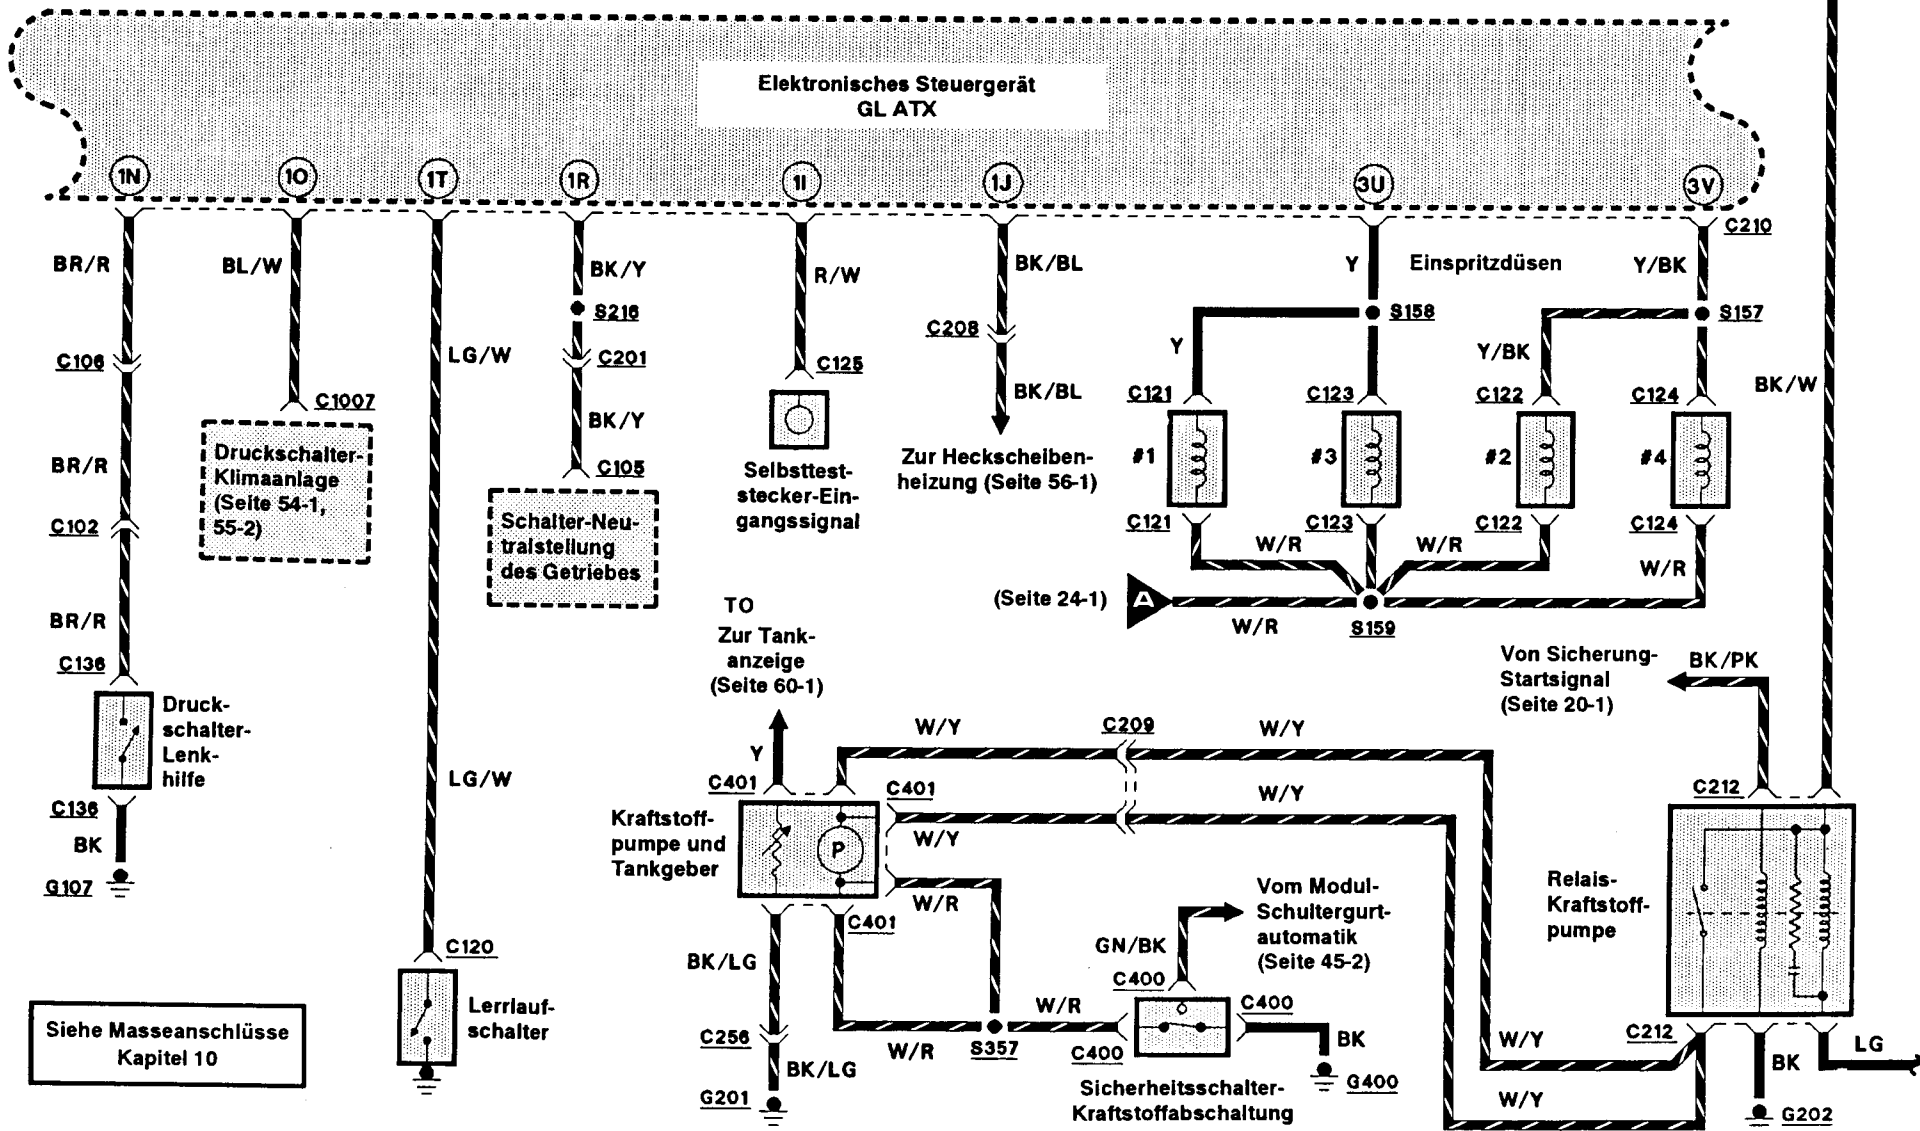 Elektronisches Steuergerät
GL ATX
1N
1O
1T
1R
1I
1J
3U
3V
C210
BR/R
BL/W
BK/Y
R/W
BK/BL
Y
Einspritzdüsen
Y/BK
S216
C208
S158
S157
C106
LG/W
C201
C125
Y
Y/BK
BK/W
C1007
BK/Y
BK/BL
C121
C123
C122
C124
Druckschalter-
Klimaanlage
(Seite 54-1,
55-2)
BR/R
C105
Selbsttest-
stecker-Ein-
gangssignal
Zur Heckscheiben-
heizung (Seite 56-1)
#1
#3
#2
#4
C102
Schalter-Neu-
tralstellung
des Getriebes
C121
C123
C122
C124
W/R
W/R
W/R
(Seite 24-1)
A
W/R
S159
BR/R
TO
Zur Tank-
anzeige
(Seite 60-1)
C136
Von Sicherung-
Startsignal
(Seite 20-1)
BK/PK
Druck-
schalter-
Lenk-
hilfe
Y
W/Y
C209
W/Y
LG/W
C401
C401
W/Y
C212
C136
BK
G107
Kraftstoff-
pumpe und
Tankgeber
P
W/Y
W/R
C401
Relais-
Kraftstoff-
pumpe
Vom Modul-
Schultergurt-
automatik
(Seite 45-2)
GN/BK
C120
BK/LG
C400
Lerrlauf-
schalter
W/R
C400
Siehe Masseanschlüsse
Kapitel 10
C256
W/R
S357
C400
BK
W/Y
C212
BK
LG
BK/LG
G201
Sicherheitsschalter-
Kraftstoffabschaltung
G400
W/Y
G202